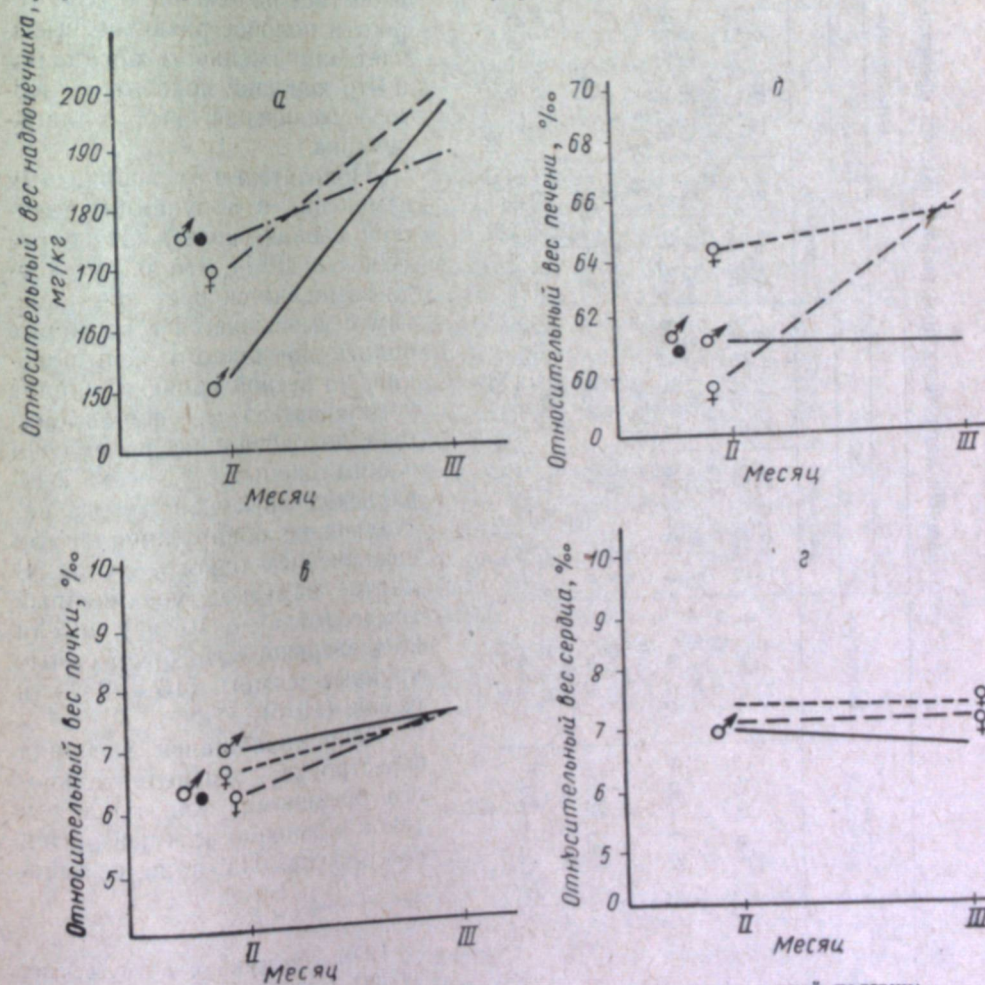 Относительный вес надпочечника,
мг/кг
200
190
180
170
160
150
0
а
♂●
♀
♂
II
III
Месяц
Относительный вес печени, ‰
70
68
66
64
62
60
0
д
♀
♂
●
♂
♀
II
III
Месяц
Относительный вес почки, ‰
10
9
8
7
6
5
в
♂
♀
♂●
♀
II
III
Месяц
Относительный вес сердца, ‰
10
9
8
7
6
5
0
г
♂
♀
♀
II
III
Месяц